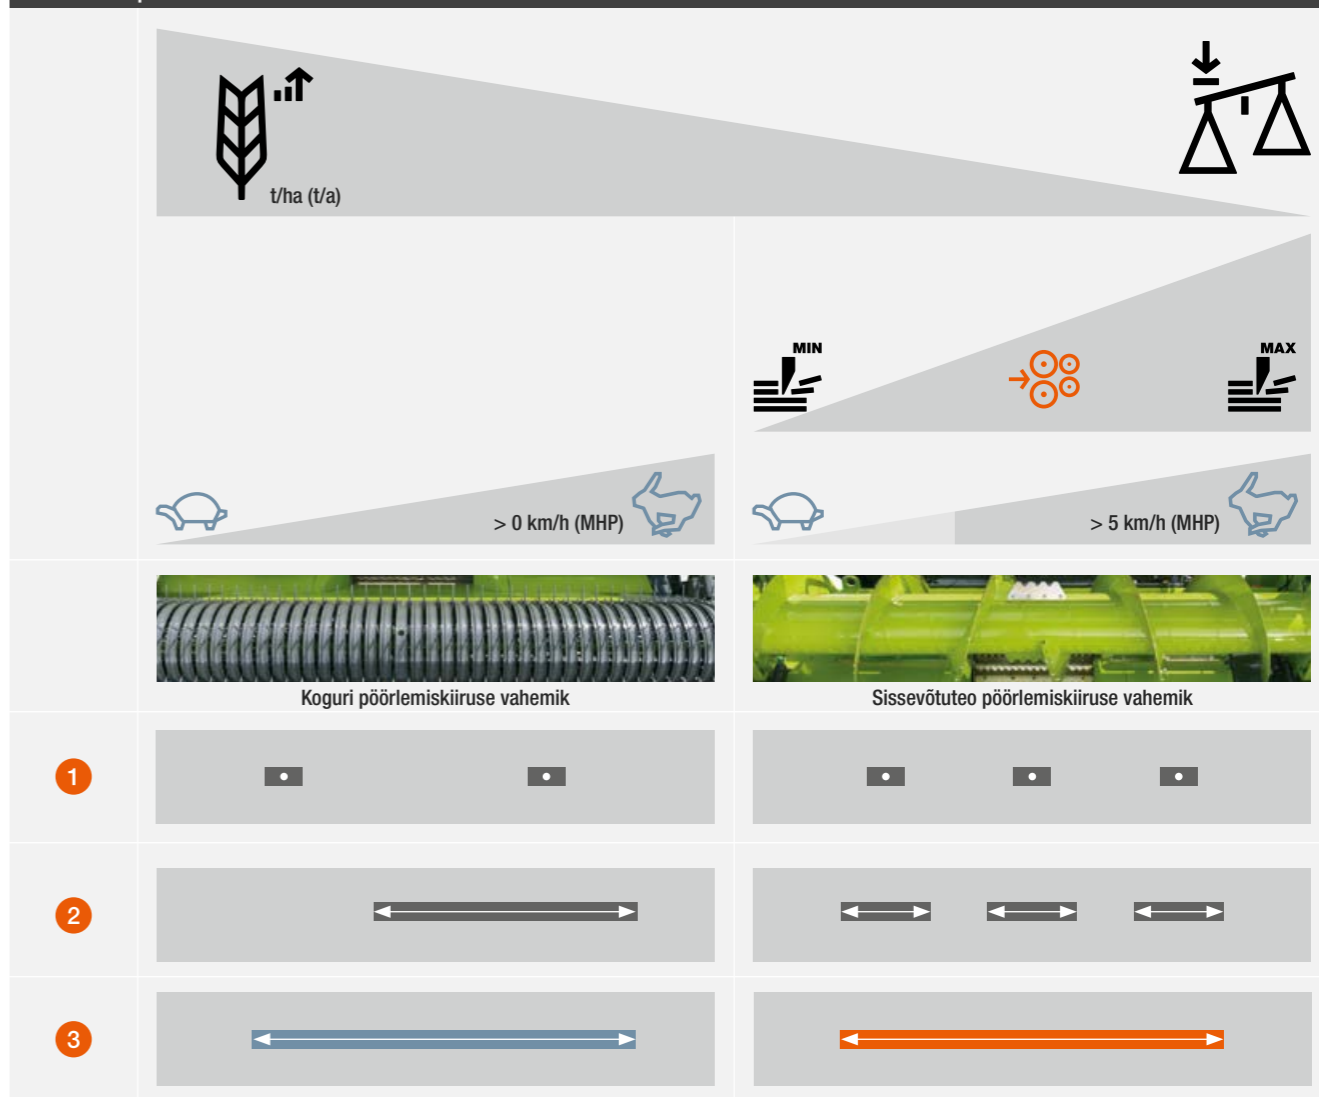 t/ha (t/a)
MIN
MAX
> 0 km/h (MHP)
> 5 km/h (MHP)
Koguri pöörlemiskiiruse vahemik
Sissevõtuteo pöörlemiskiiruse vahemik
1
2
3